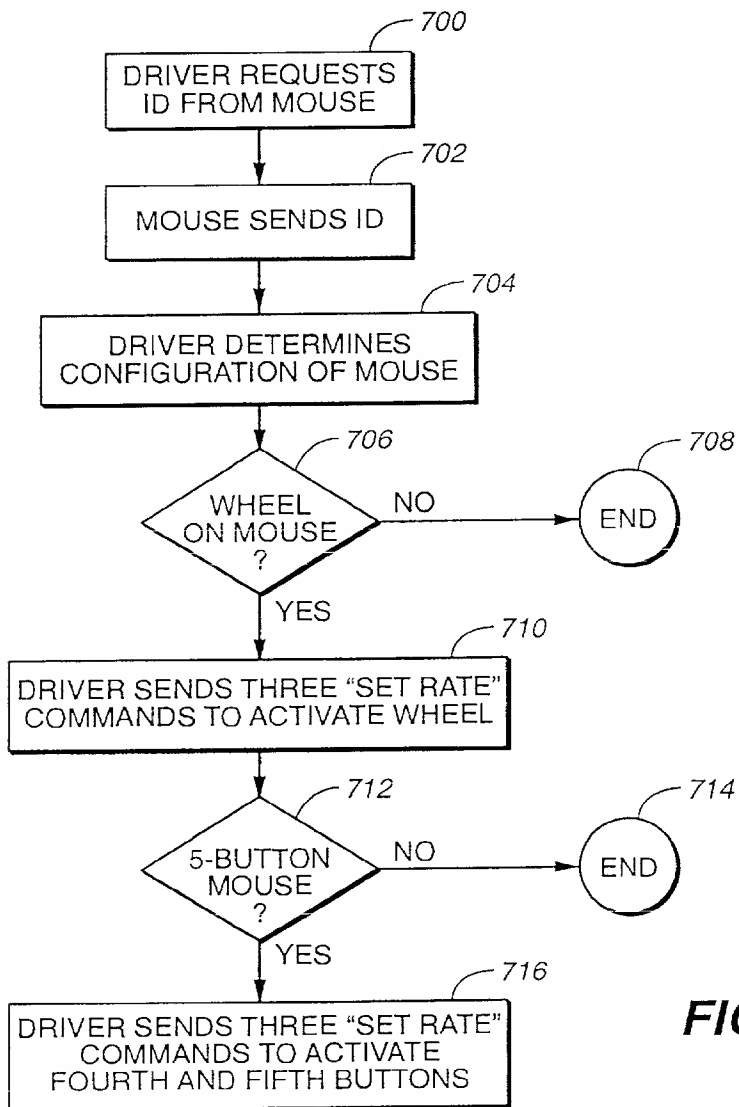 700
DRIVER REQUESTS
ID FROM MOUSE
702
MOUSE SENDS ID
704
DRIVER DETERMINES
CONFIGURATION OF MOUSE
706
WHEEL
ON MOUSE
?
NO
708
END
YES
710
DRIVER SENDS THREE “SET RATE”
COMMANDS TO ACTIVATE WHEEL
712
5-BUTTON
MOUSE
?
NO
714
END
YES
716
DRIVER SENDS THREE “SET RATE”
COMMANDS TO ACTIVATE
FOURTH AND FIFTH BUTTONS